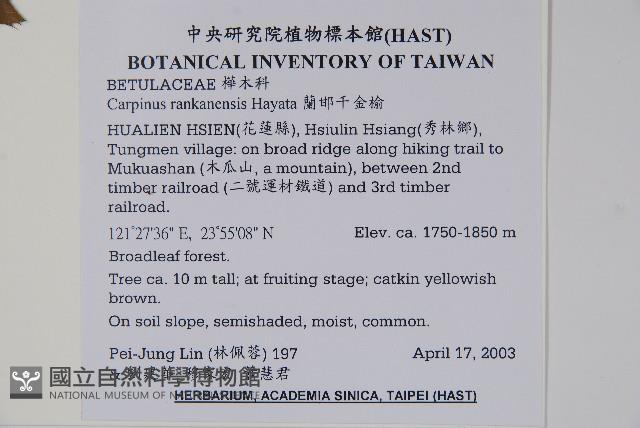 中央研究院植物標本館(HAST)
BOTANICAL INVENTORY OF TAIWAN
BETULACEAE 樺木科
Carpinus rankanensis Hayata 蘭邯千金榆
HUALIEN HSIEN(花蓮縣), Hsiulin Hsiang(秀林鄉),
Tungmen village: on broad ridge along hiking trail to
Mukuashan (木瓜山, a mountain), between 2nd
timber railroad (二號運材鐵道) and 3rd timber
railroad.
121°27'36" E, 23°55'08" N Elev. ca. 1750-1850 m
Broadleaf forest.
Tree ca. 10 m tall; at fruiting stage; catkin yellowish
brown.
On soil slope, semishaded, moist, common.
Pei-Jung Lin (林佩蓉) 197 April 17, 2003
慧君
國立自然科學博物館
NATIONAL MUSEUM OF NATURAL SCIENCE
HERBARIUM, ACADEMIA SINICA, TAIPEI (HAST)